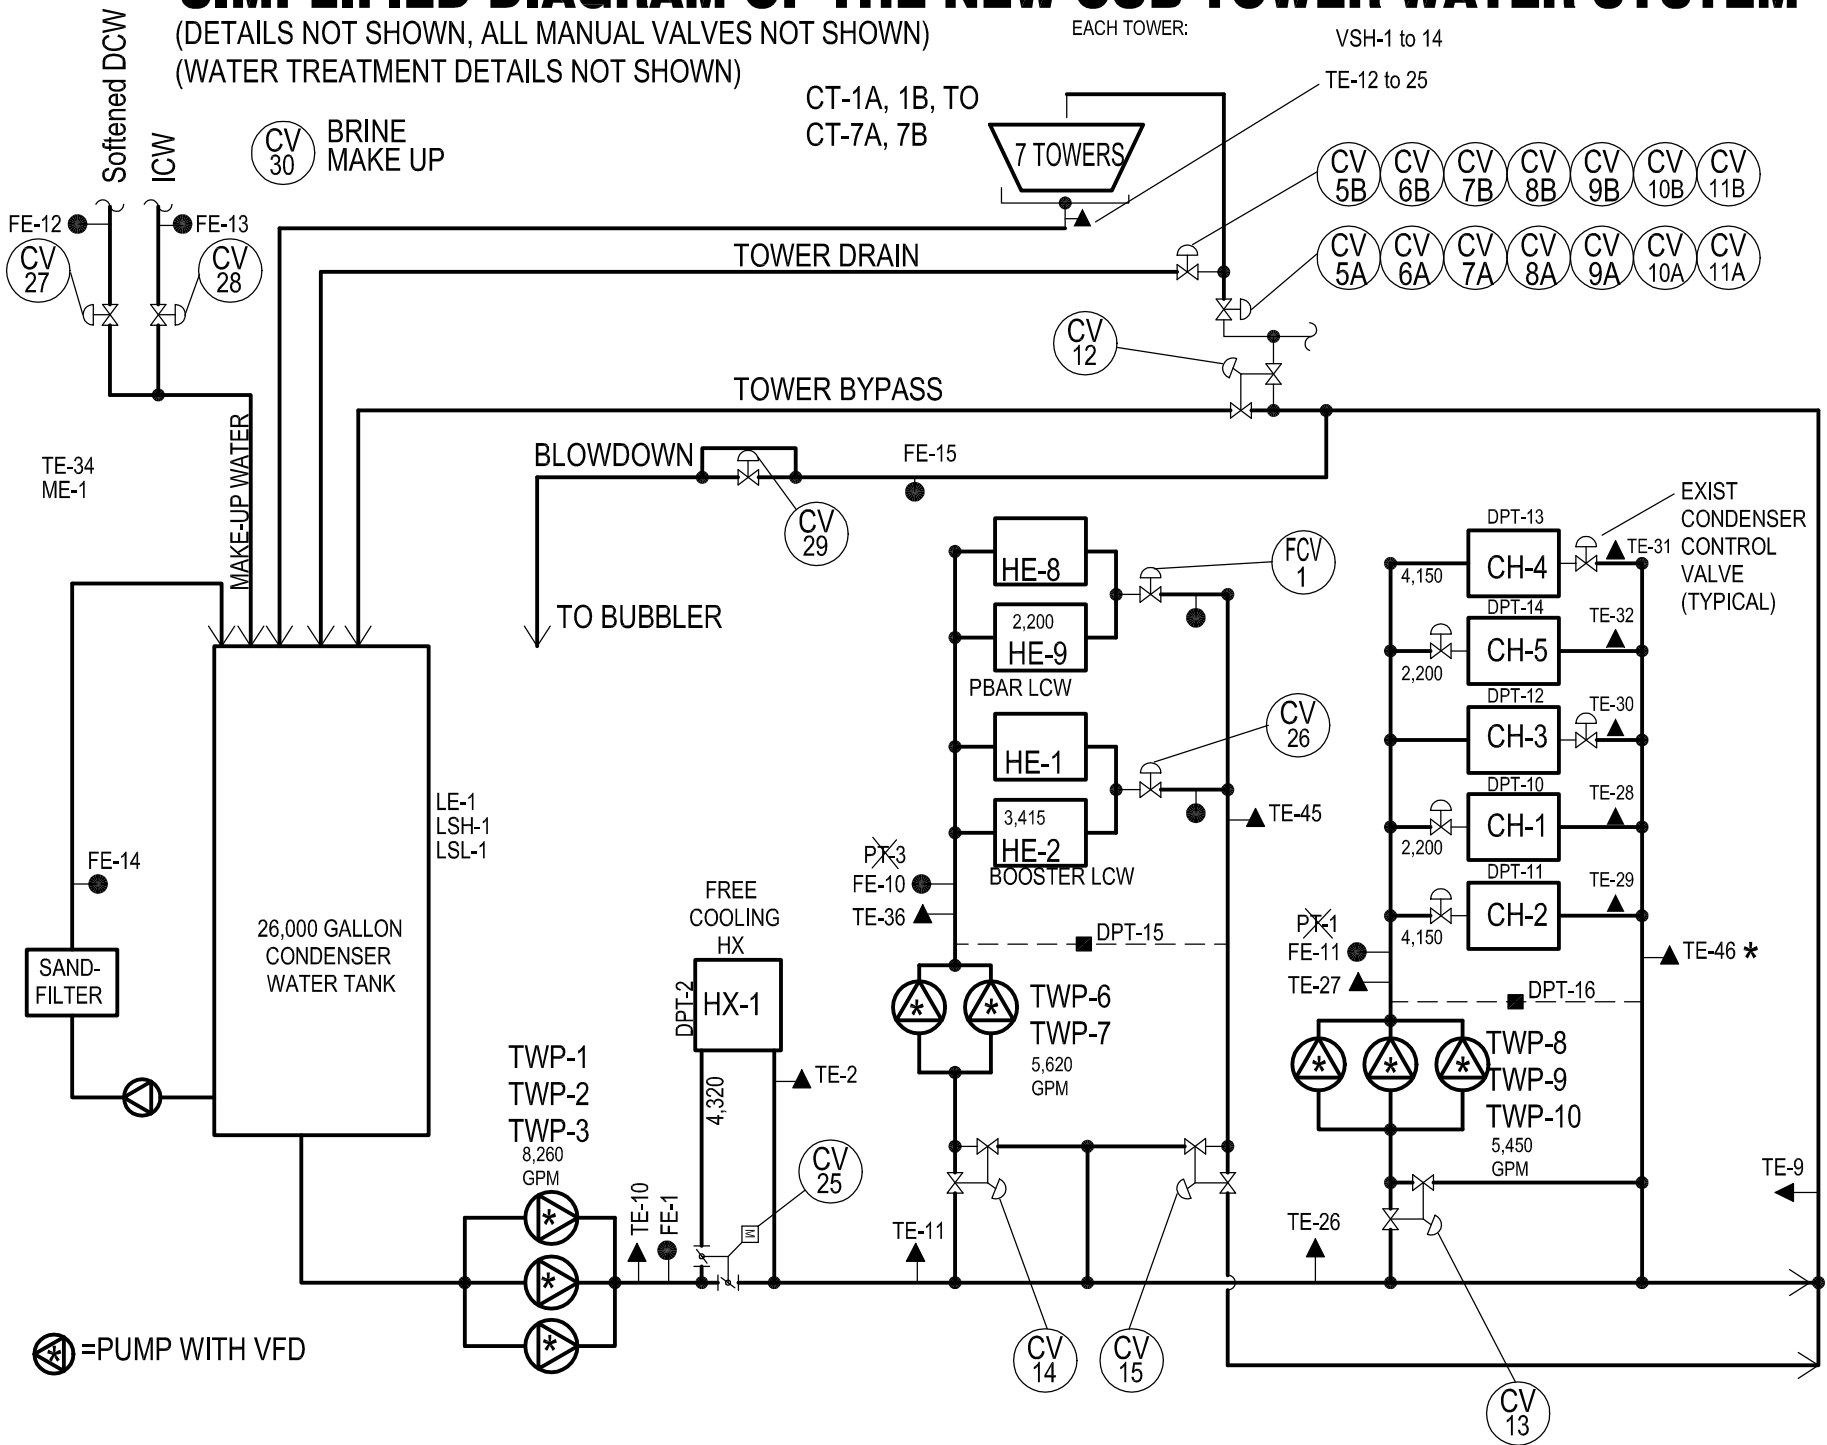 SIMPLIFIED DIAGRAM OF THE NEW CUB TOWER WATER SYSTEM
(DETAILS NOT SHOWN, ALL MANUAL VALVES NOT SHOWN)
(WATER TREATMENT DETAILS NOT SHOWN)
EACH TOWER:
VSH-1 to 14
TE-12 to 25
Softened DCW
ICW
CV
30
BRINE
MAKE UP
CT-1A, 1B, TO
CT-7A, 7B
7 TOWERS
CV
5B
CV
6B
CV
7B
CV
8B
CV
9B
CV
10B
CV
11B
CV
5A
CV
6A
CV
7A
CV
8A
CV
9A
CV
10A
CV
11A
FE-12
FE-13
CV
27
CV
28
TOWER DRAIN
CV
12
TOWER BYPASS
MAKE-UP WATER
TE-34
ME-1
BLOWDOWN
FE-15
CV
29
TO BUBBLER
HE-8
2,200
HE-9
PBAR LCW
FCV
1
HE-1
3,415
HE-2
BOOSTER LCW
CV
26
TE-45
EXIST
CONDENSER
CONTROL
VALVE
(TYPICAL)
DPT-13
CH-4
4,150
TE-31
DPT-14
CH-5
2,200
TE-32
DPT-12
CH-3
TE-30
DPT-10
CH-1
2,200
TE-28
DPT-11
CH-2
4,150
TE-29
LE-1
LSH-1
LSL-1
FE-14
26,000 GALLON
CONDENSER
WATER TANK
SAND-
FILTER
PT-3
FE-10
TE-36
DPT-15
PT-1
FE-11
TE-27
DPT-16
TE-46 *
FREE
COOLING
HX
DPT-2
HX-1
4,320
TE-2
* *
TWP-6
TWP-7
5,620
GPM
* * *
TWP-8
TWP-9
TWP-10
5,450
GPM
TWP-1
TWP-2
TWP-3
8,260
GPM
*
*
*
TE-10
FE-1
M
CV
25
TE-11
TE-26
TE-9
CV
14
CV
15
CV
13
* =PUMP WITH VFD